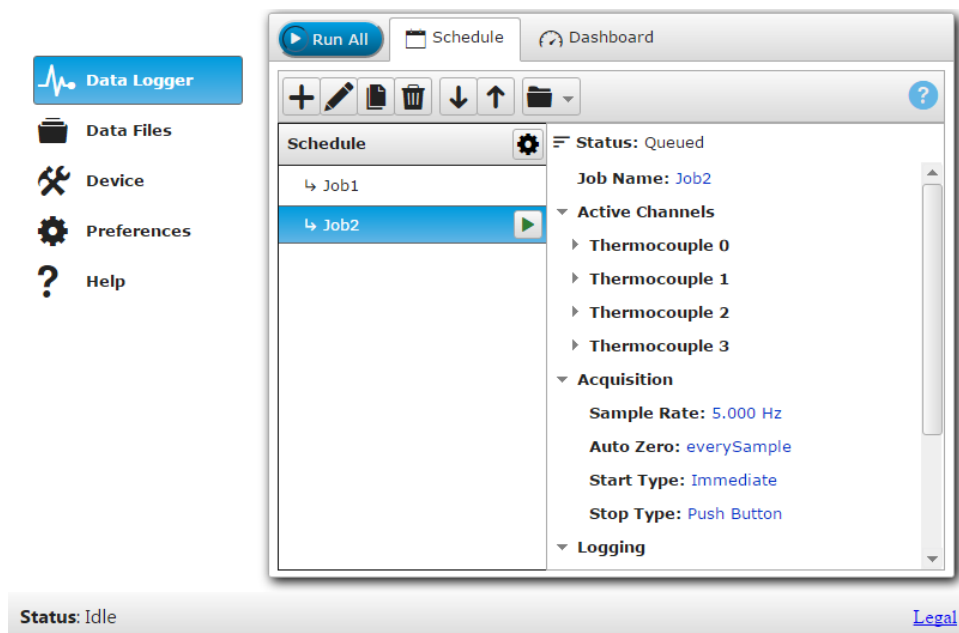 Run All
Schedule
Dashboard
Data Logger
Data Files
Device
Preferences
Help
?
Schedule
Job1
Job2
Status: Queued
Job Name: Job2
Active Channels
Thermocouple 0
Thermocouple 1
Thermocouple 2
Thermocouple 3
Acquisition
Sample Rate: 5.000 Hz
Auto Zero: everySample
Start Type: Immediate
Stop Type: Push Button
Logging
Status: Idle
Legal